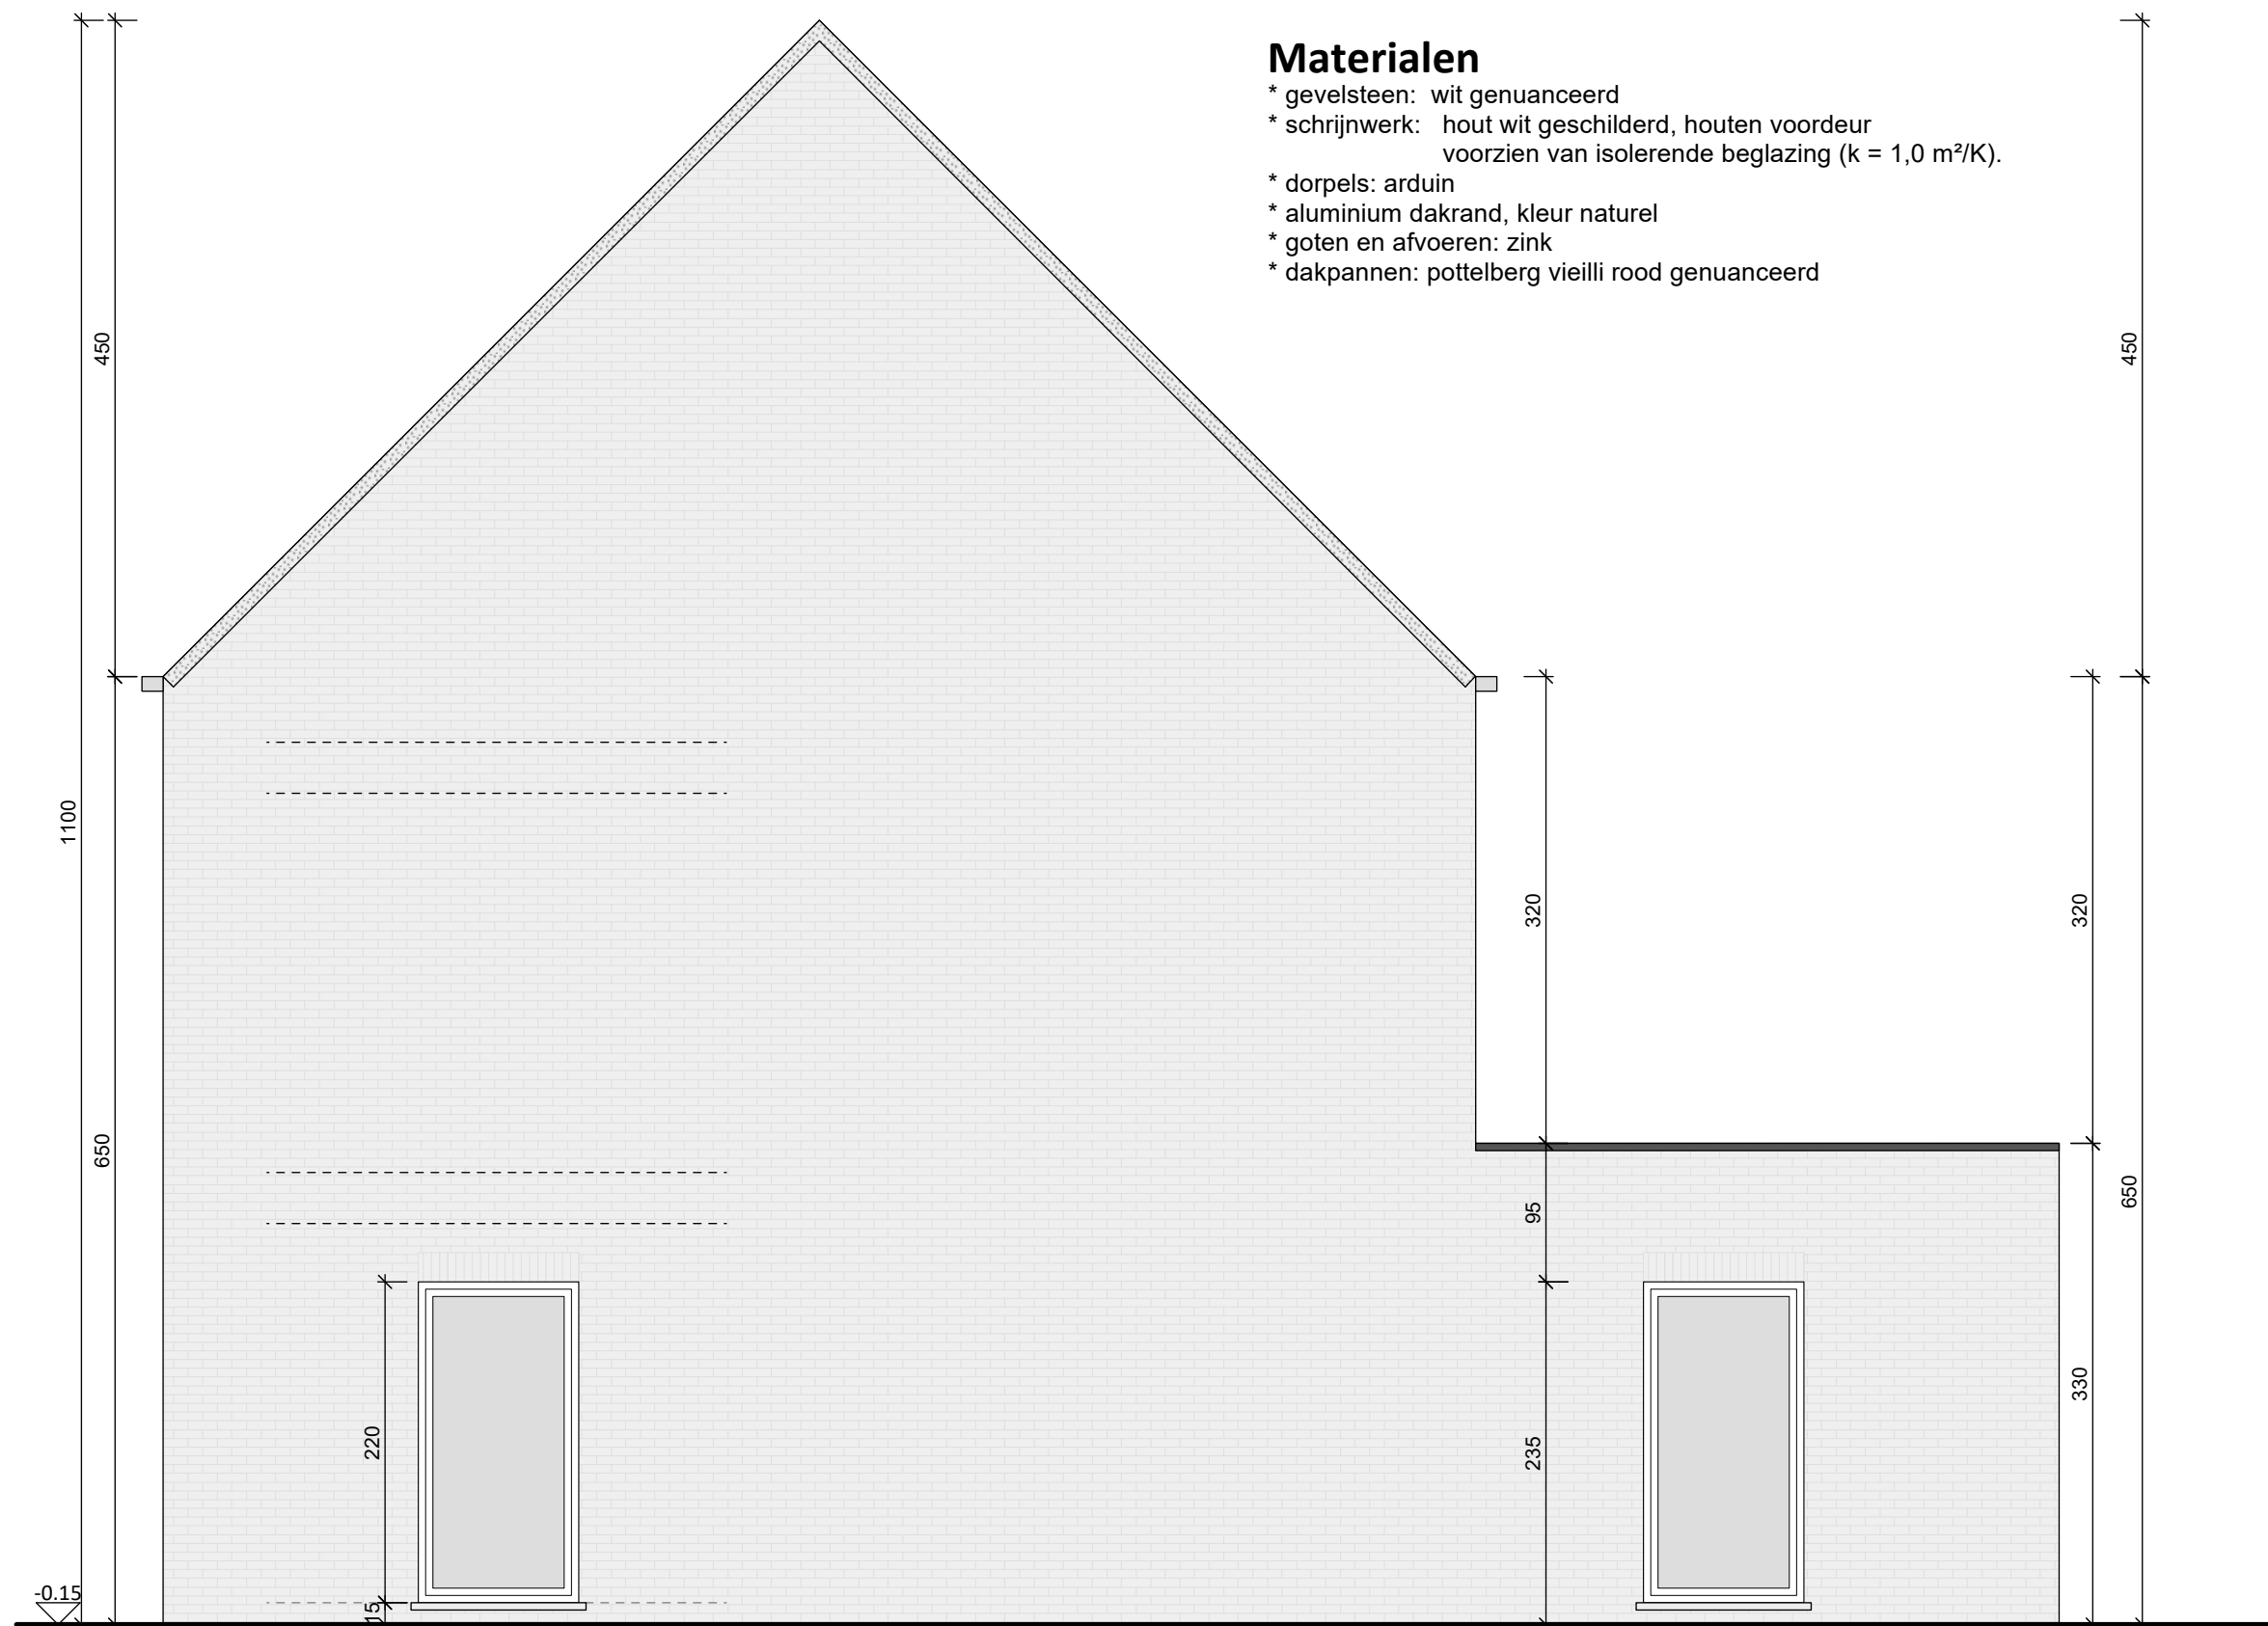 Materialen
* gevelsteen: wit genuanceerd
* schrijnwerk: hout wit geschilderd, houten voordeur
voorzien van isolerende beglazing (k = 1,0 m²/K).
* dorpels: arduin
* aluminium dakrand, kleur naturel
* goten en afvoeren: zink
* dakpannen: pottelberg vieilli rood genuanceerd
450
450
1100
320
320
650
95
650
330
220
235
-0.15
15